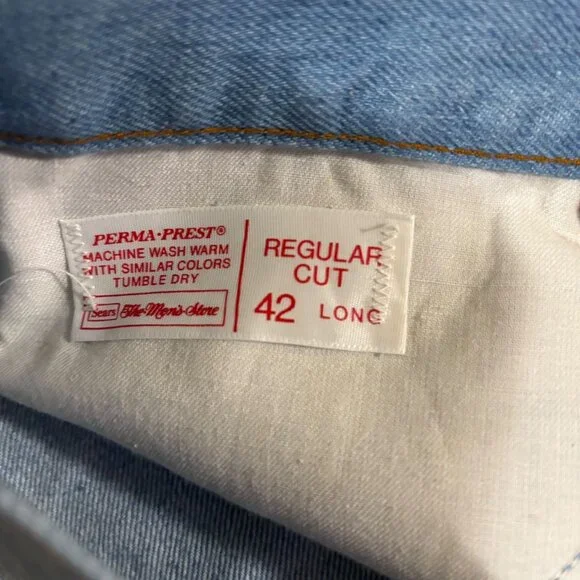 PERMA·PREST®
MACHINE WASH WARM
WITH SIMILAR COLORS
TUMBLE DRY
Sears The Men's Store
REGULAR
CUT
42 LONG